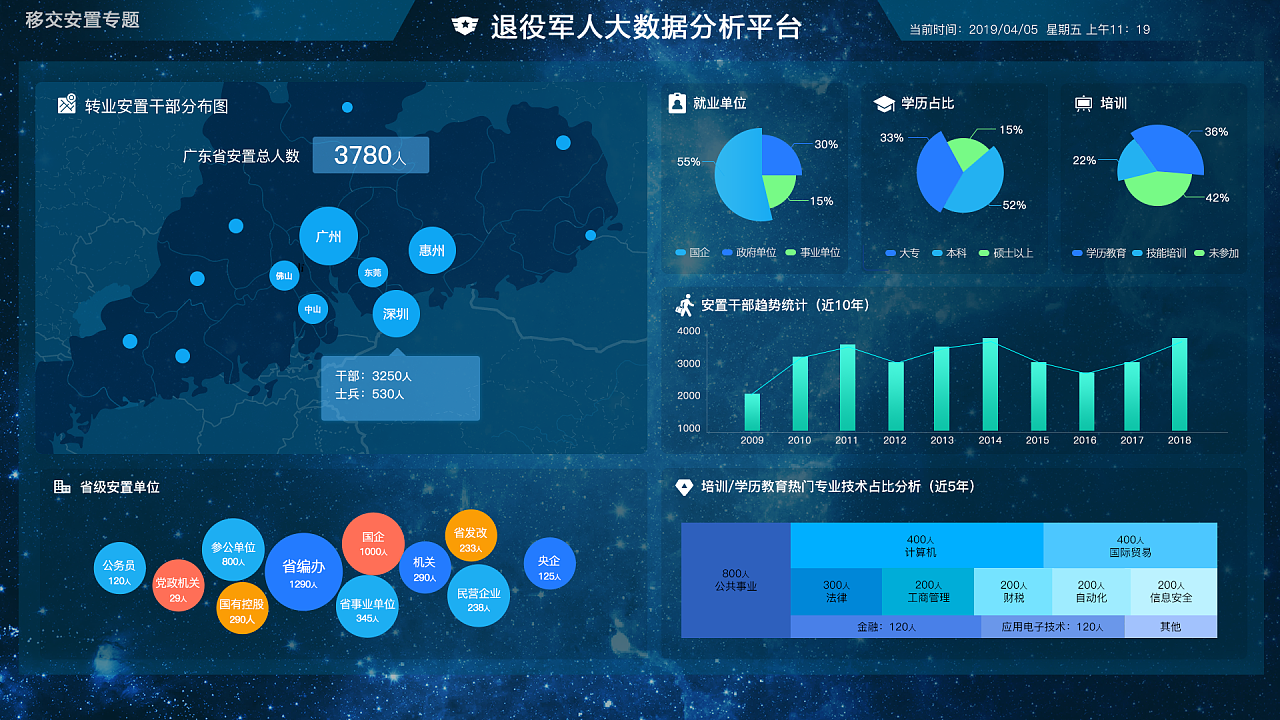 移交安置专题
退役军人大数据分析平台
当前时间：2019/04/05 星期五 上午11：19
转业安置干部分布图
广东省安置总人数
3780人
广州
惠州
佛山
东莞
中山
深圳
干部：3250人
士兵：530人
就业单位
55%
30%
15%
国企
政府单位
事业单位
学历占比
33%
15%
52%
大专
本科
硕士以上
培训
22%
36%
42%
学历教育
技能培训
未参加
安置干部趋势统计（近10年）
4000
3000
2000
1000
2009 2010 2011 2012 2013 2014 2015 2016 2017 2018
省级安置单位
公务员
120人
党政机关
29人
参公单位
800人
国有控股
290人
省编办
1290人
国企
1000人
省事业单位
345人
机关
290人
省发改
233人
民营企业
238人
央企
125人
培训/学历教育热门专业技术占比分析（近5年）
800人
公共事业
400人
计算机
400人
国际贸易
300人
法律
200人
工商管理
200人
财税
200人
自动化
200人
信息安全
金融：120人
应用电子技术：120人
其他